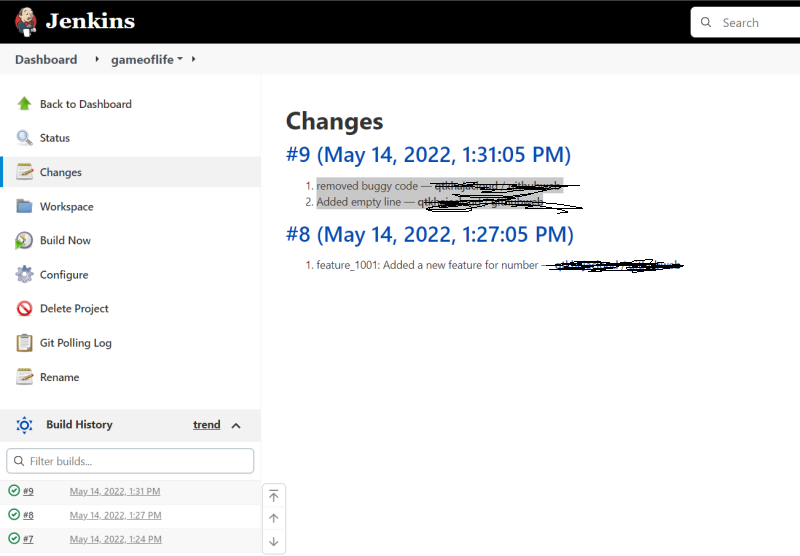 Jenkins
Search
Dashboard
gameoflife
Back to Dashboard
Status
Changes
Workspace
Build Now
Configure
Delete Project
Git Polling Log
Rename
Build History
trend
Filter builds...
#9 May 14, 2022, 1:31 PM
#8 May 14, 2022, 1:27 PM
#7 May 14, 2022, 1:24 PM
Changes
#9 (May 14, 2022, 1:31:05 PM)
1. removed buggy code —
2. Added empty line —
#8 (May 14, 2022, 1:27:05 PM)
1. feature_1001: Added a new feature for number —